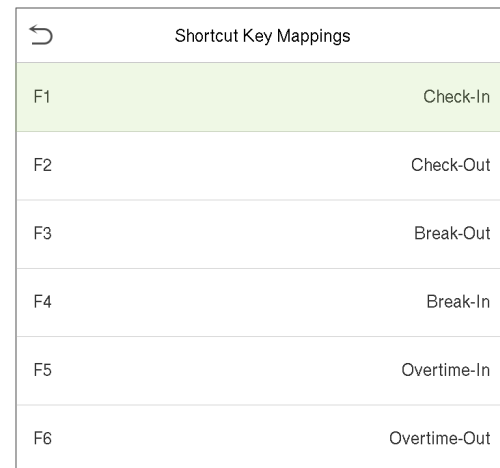 Shortcut Key Mappings
F1 Check-In
F2 Check-Out
F3 Break-Out
F4 Break-In
F5 Overtime-In
F6 Overtime-Out